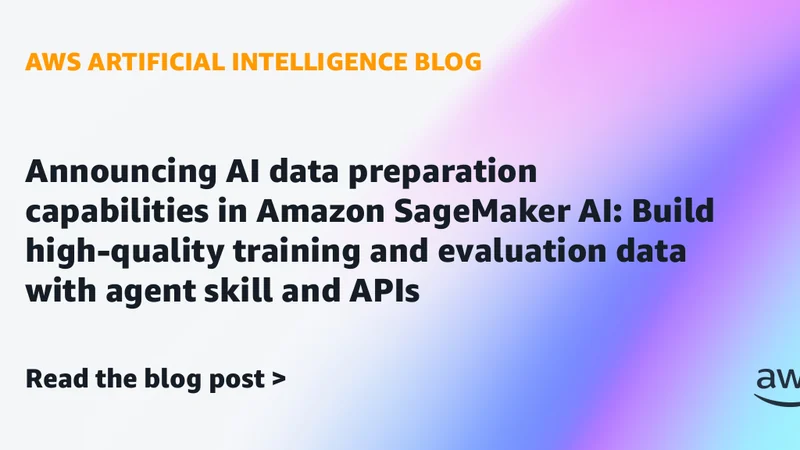 AWS ARTIFICIAL INTELLIGENCE BLOG
Announcing AI data preparation
capabilities in Amazon SageMaker AI: Build
high-quality training and evaluation data
with agent skill and APIs
Read the blog post >
aw